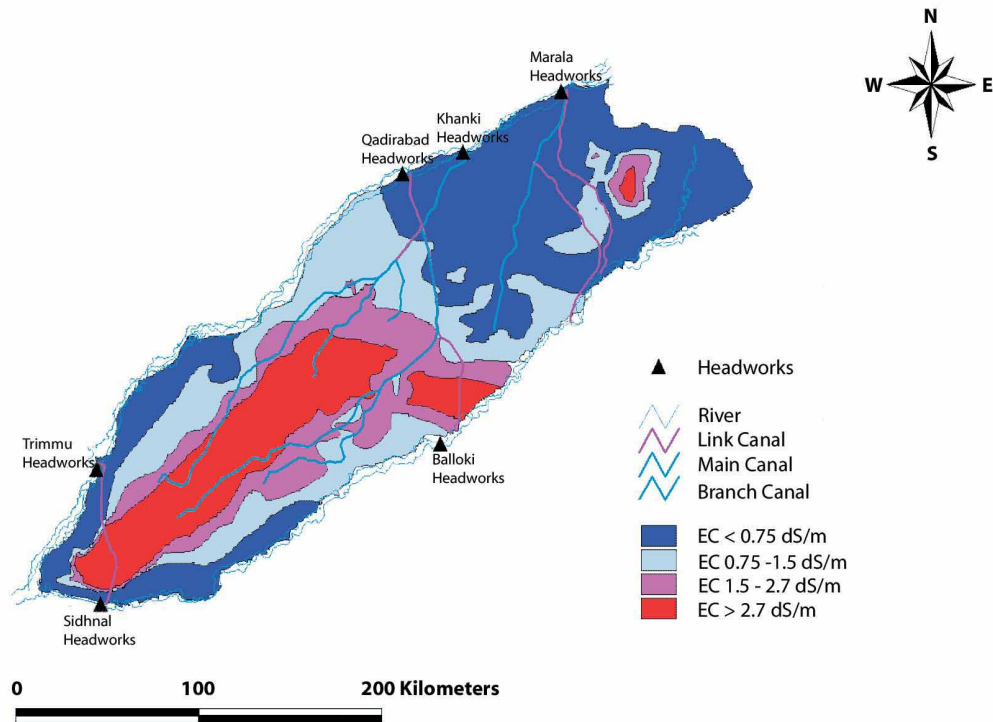 N
W
E
S
Marala
Headworks
Khanki
Headworks
Qadirabad
Headworks
Trimmu
Headworks
Balloki
Headworks
Sidhnal
Headworks
Headworks
River
Link Canal
Main Canal
Branch Canal
EC < 0.75 dS/m
EC 0.75 -1.5 dS/m
EC 1.5 - 2.7 dS/m
EC > 2.7 dS/m
0 100 200 Kilometers